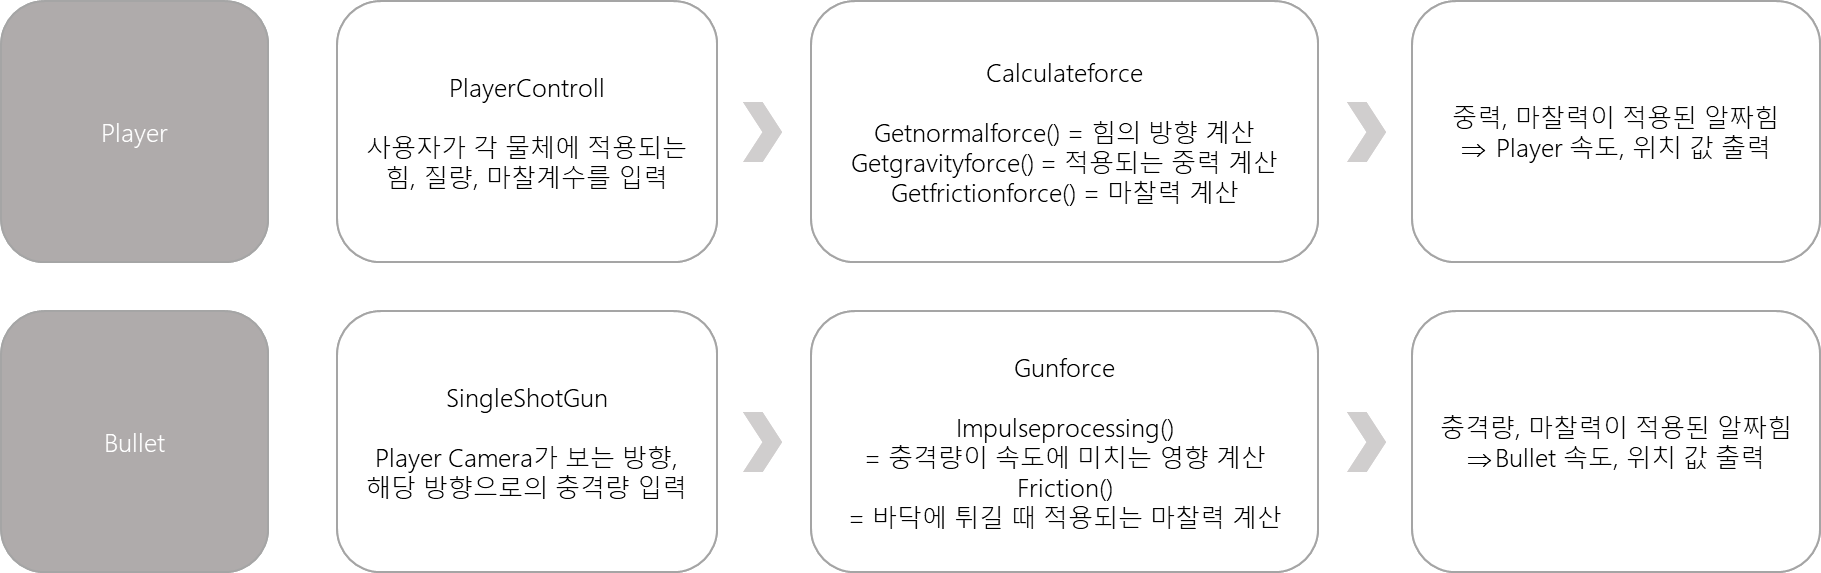 Player
PlayerControll
사용자가 각 물체에 적용되는
힘, 질량, 마찰계수를 입력
Calculateforce
Getnormalforce() = 힘의 방향 계산
Getgravityforce() = 적용되는 중력 계산
Getfrictionforce() = 마찰력 계산
중력, 마찰력이 적용된 알짜힘
⇒ Player 속도, 위치 값 출력
Bullet
SingleShotGun
Player Camera가 보는 방향,
해당 방향으로의 충격량 입력
Gunforce
Impulseprocessing()
= 충격량이 속도에 미치는 영향 계산
Friction()
= 바닥에 튀길 때 적용되는 마찰력 계산
충격량, 마찰력이 적용된 알짜힘
⇒Bullet 속도, 위치 값 출력